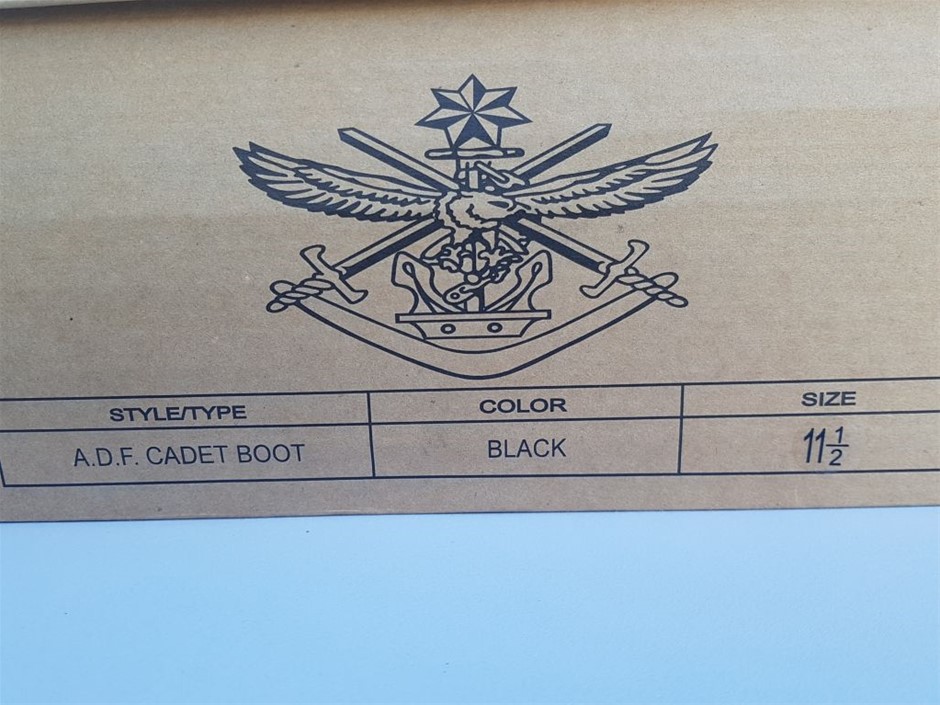 STYLE/TYPE COLOR SIZE
A.D.F. CADET BOOT BLACK 11 1/2